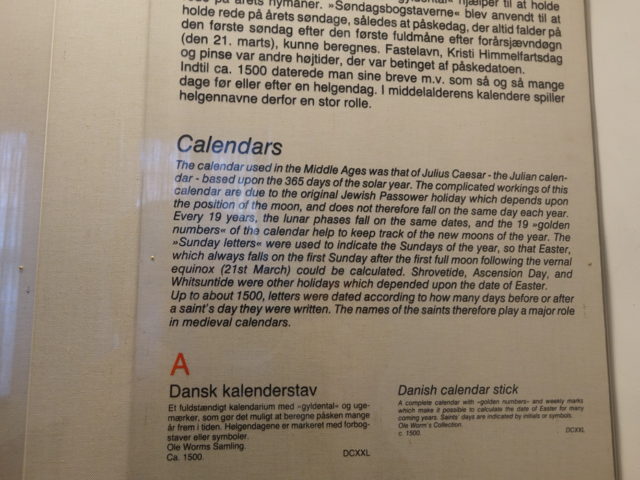 på årets nymåner. »Søndagsbogstaverne« blev anvendt til at
holde rede på årets søndage, således at påskedag, der altid falder på
den første søndag efter den første fuldmåne efter forårsjævndøgn
(den 21. marts), kunne beregnes. Fastelavn, Kristi Himmelfartsdag
og pinse var andre højtider, der var betinget af påskedatoen.
Indtil ca. 1500 daterede man sine breve m.v. som så og så mange
dage før eller efter en helgendag. I middelalderens kalendere spiller
helgennavne derfor en stor rolle.
Calendars
The calendar used in the Middle Ages was that of Julius Caesar - the Julian calen-
dar - based upon the 365 days of the solar year. The complicated workings of this
calendar are due to the original Jewish Passower holiday which depends upon
the position of the moon, and does not therefore fall on the same day each year.
Every 19 years, the lunar phases fall on the same dates, and the 19 »golden
numbers« of the calendar help to keep track of the new moons of the year. The
»Sunday letters« were used to indicate the Sundays of the year, so that Easter,
which always falls on the first Sunday after the first full moon following the vernal
equinox (21st March) could be calculated. Shrovetide, Ascension Day, and
Whitsuntide were other holidays which depended upon the date of Easter.
Up to about 1500, letters were dated according to how many days before or after
a saint's day they were written. The names of the saints therefore play a major role
in medieval calendars.
A
Dansk kalenderstav
Et fuldstændigt kalendarium med »gyldental« og uge-
mærker, som gør det muligt at beregne påsken mange
år frem i tiden. Helgendagene er markeret med forbog-
staver eller symboler.
Ole Worms Samling.
Ca. 1500.
DCXXL
Danish calendar stick
A complete calendar with »golden numbers« and weekly marks
which make it possible to calculate the date of Easter for many
coming years. Saints' days are indicated by initials or symbols.
Ole Worm's Collection.
c. 1500.
DCXXL